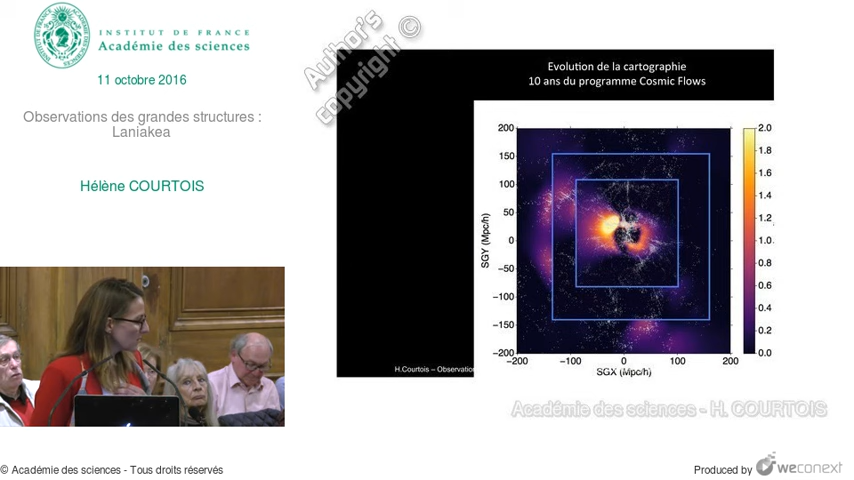 INSTITUT DE FRANCE
Académie des sciences
11 octobre 2016
Observations des grandes structures :
Laniakea
Hélène COURTOIS
Author's
copyright ©
Evolution de la cartographie
10 ans du programme Cosmic Flows
200
150
100
50
0
−50
−100
−150
−200
SGY (Mpc/h)
−200
−100
0
100
200
SGX (Mpc/h)
2.0
1.8
1.6
1.4
1.2
1.0
0.8
0.6
0.4
0.2
0.0
H.Courtois – Observation
Académie des sciences - H. COURTOIS
© Académie des sciences - Tous droits réservés
Produced by weconext